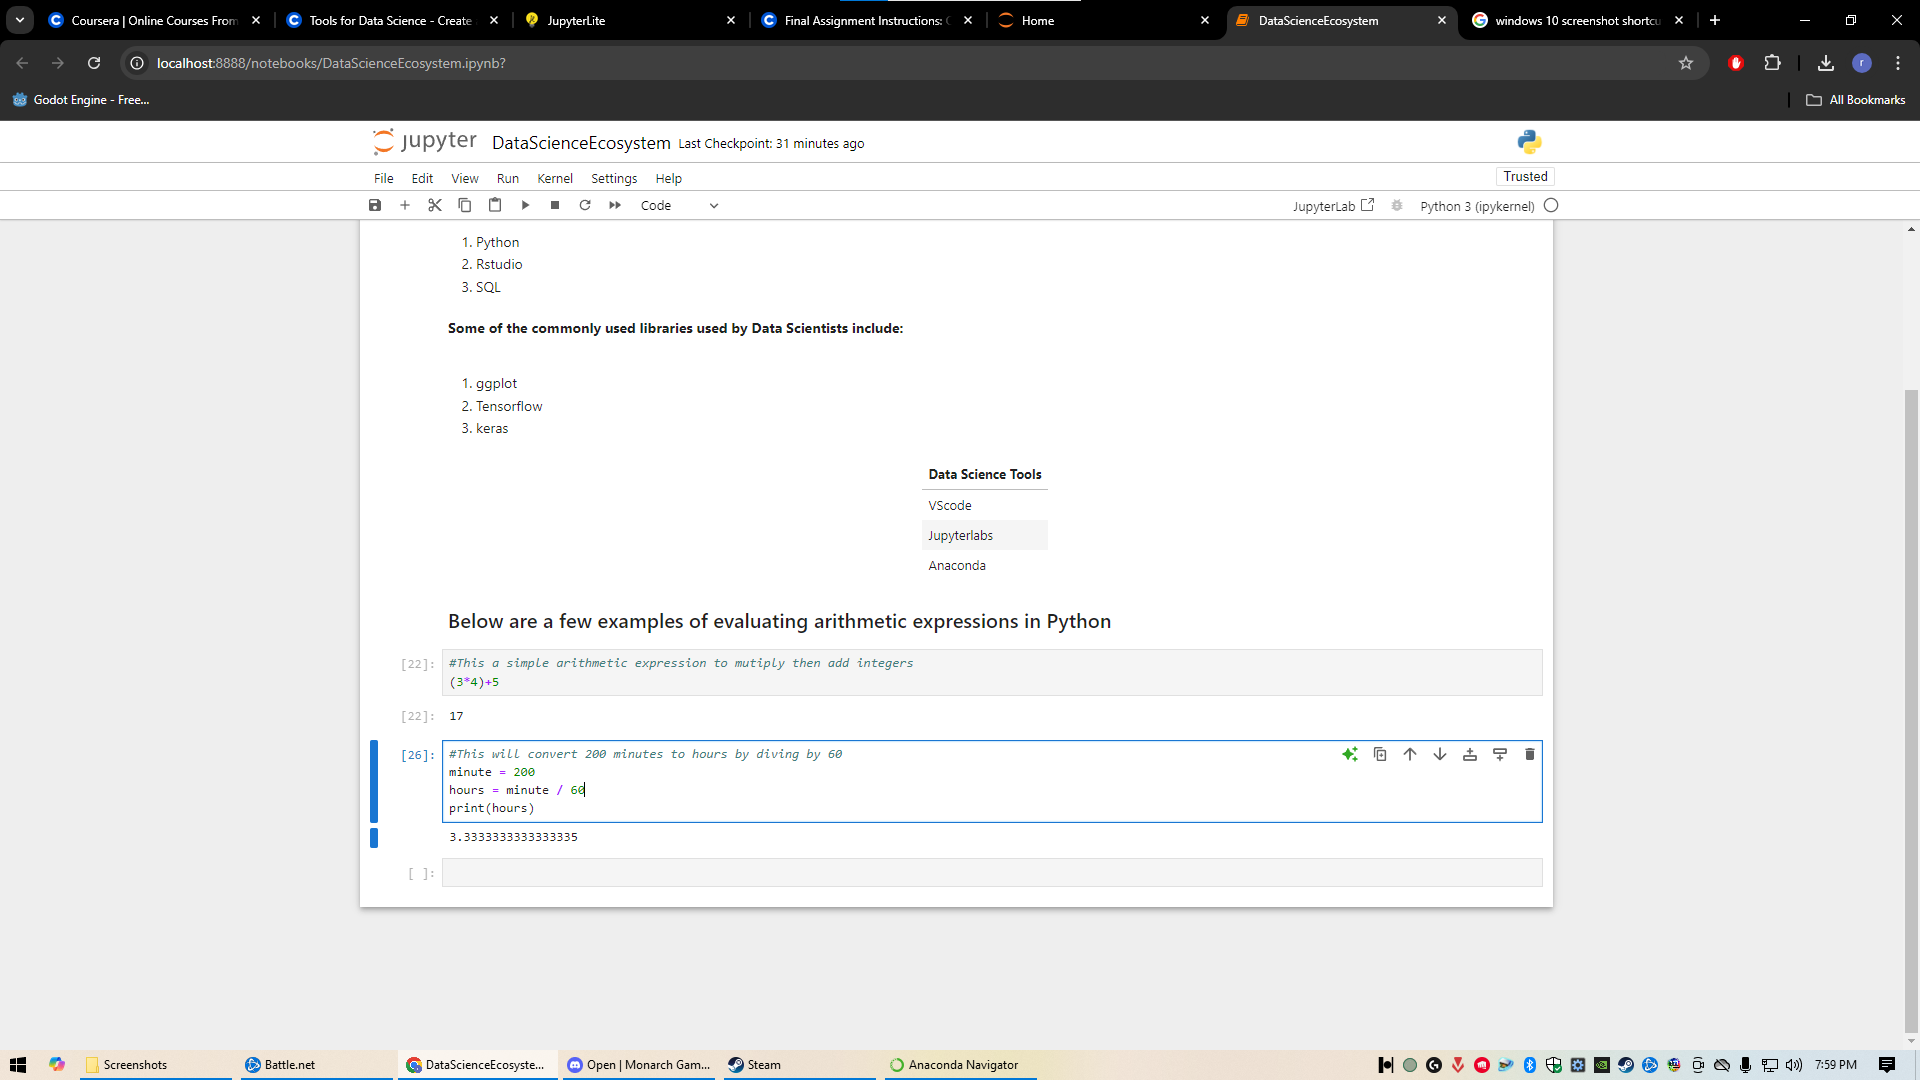 Coursera | Online Courses From
Tools for Data Science - Create
JupyterLite
Final Assignment Instructions:
Home
DataScienceEcosystem
windows 10 screenshot shortcu
localhost:8888/notebooks/DataScienceEcosystem.ipynb?
r
Godot Engine - Free...
All Bookmarks
jupyter
DataScienceEcosystem
Last Checkpoint: 31 minutes ago
File Edit View Run Kernel Settings Help
Trusted
Code
JupyterLab
Python 3 (ipykernel)
1. Python
2. Rstudio
3. SQL
Some of the commonly used libraries used by Data Scientists include:
1. ggplot
2. Tensorflow
3. keras
Data Science Tools
VScode
Jupyterlabs
Anaconda
Below are a few examples of evaluating arithmetic expressions in Python
[22]: #This a simple arithmetic expression to mutiply then add integers
(3*4)+5
[22]: 17
[26]: #This will convert 200 minutes to hours by diving by 60
minute = 200
hours = minute / 60
print(hours)
3.3333333333333335
[ ]:
Screenshots
Battle.net
DataScienceEcosyste...
Open | Monarch Gam...
Steam
Anaconda Navigator
7:59 PM